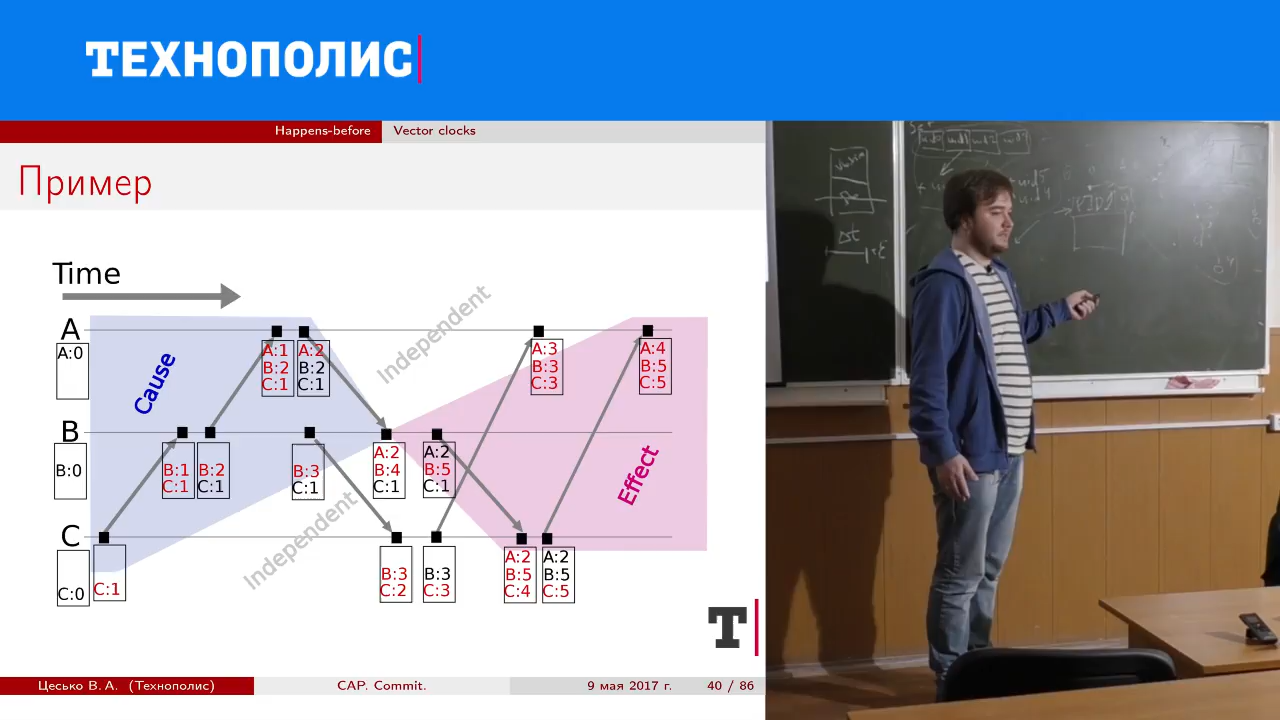 ТЕХНОПОЛИС
Happens-before Vector clocks
Пример
Time
A
A:0
A:1
B:2
C:1
A:2
B:2
C:1
A:3
B:3
C:3
A:4
B:5
C:5
Cause
Independent
B
B:0
B:1
C:1
B:2
C:1
B:3
C:1
A:2
B:4
C:1
A:2
B:5
C:1
Effect
Independent
C
C:0
C:1
B:3
C:2
B:3
C:3
A:2
B:5
C:4
A:2
B:5
C:5
Т
Цесько В. А. (Технополис) CAP. Commit. 9 мая 2017 г. 40 / 86
Δt